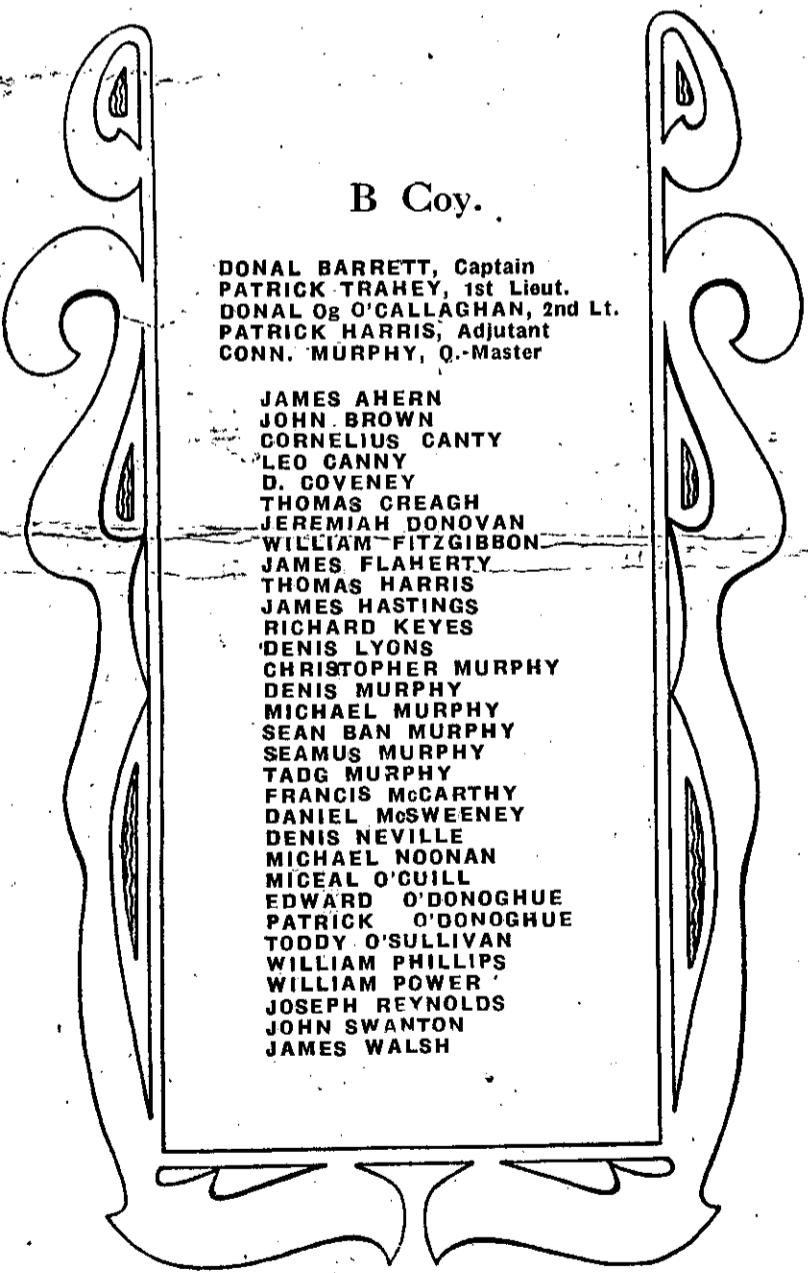 B Coy.
DONAL BARRETT, Captain
PATRICK TRAHEY, 1st Lieut.
DONAL Og O'CALLAGHAN, 2nd Lt.
PATRICK HARRIS, Adjutant
CONN. MURPHY, Q.-Master
JAMES AHERN
JOHN BROWN
CORNELIUS CANTY
LEO CANNY
D. COVENEY
THOMAS CREAGH
JEREMIAH DONOVAN
WILLIAM FITZGIBBON
JAMES FLAHERTY
THOMAS HARRIS
JAMES HASTINGS
RICHARD KEYES
DENIS LYONS
CHRISTOPHER MURPHY
DENIS MURPHY
MICHAEL MURPHY
SEAN BAN MURPHY
SEAMUS MURPHY
TADG MURPHY
FRANCIS McCARTHY
DANIEL McSWEENEY
DENIS NEVILLE
MICHAEL NOONAN
MICEAL O'CUILL
EDWARD O'DONOGHUE
PATRICK O'DONOGHUE
TODDY O'SULLIVAN
WILLIAM PHILLIPS
WILLIAM POWER
JOSEPH REYNOLDS
JOHN SWANTON
JAMES WALSH